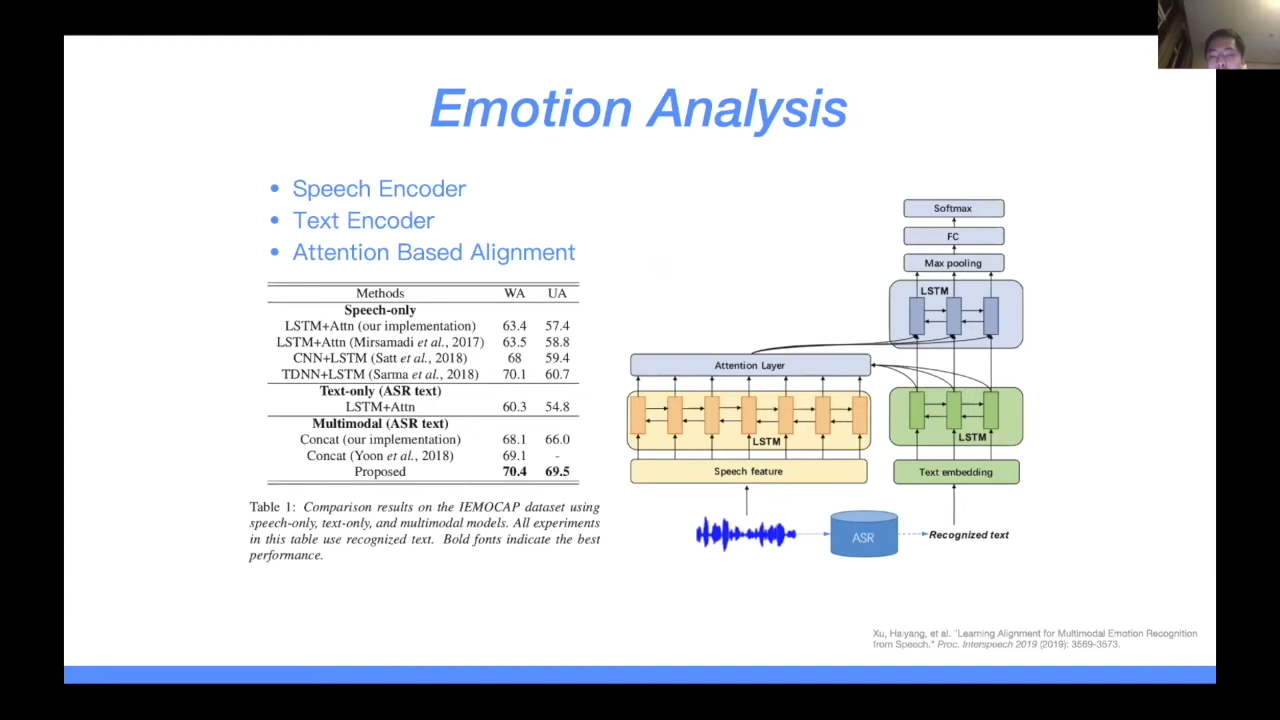 Emotion Analysis
• Speech Encoder
• Text Encoder
• Attention Based Alignment
Methods WA UA
Speech-only
LSTM+Attn (our implementation) 63.4 57.4
LSTM+Attn (Mirsamadi et al., 2017) 63.5 58.8
CNN+LSTM (Satt et al., 2018) 68 59.4
TDNN+LSTM (Sarma et al., 2018) 70.1 60.7
Text-only (ASR text)
LSTM+Attn 60.3 54.8
Multimodal (ASR text)
Concat (our implementation) 68.1 66.0
Concat (Yoon et al., 2018) 69.1 -
Proposed 70.4 69.5
Table 1: Comparison results on the IEMOCAP dataset using
speech-only, text-only, and multimodal models. All experiments
in this table use recognized text. Bold fonts indicate the best
performance.
Softmax
FC
Max pooling
LSTM
Attention Layer
LSTM
LSTM
Speech feature
Text embedding
ASR
Recognized text
Xu, Haiyang, et al. "Learning Alignment for Multimodal Emotion Recognition
from Speech." Proc. Interspeech 2019 (2019): 3569-3573.